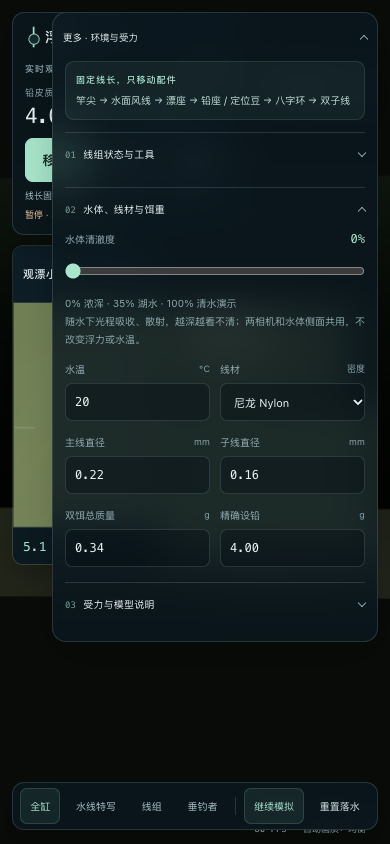 浮
更多 · 环境与受力
实时观
铅皮质
4.0
移
线长固
暂停 ·
观漂小
5.1
固定线长，只移动配件
竿尖 → 水面风线 → 漂座 → 铅座 / 定位豆 → 八字环 → 双子线
01 线组状态与工具
02 水体、线材与饵重
水体清澈度 0%
0% 浓浑 · 35% 湖水 · 100% 清水演示
随水下光程吸收、散射，越深越看不清；两相机和水体侧面共用，不
改变浮力或水温。
水温 °C 线材 密度
20 尼龙 Nylon
主线直径 mm 子线直径 mm
0.22 0.16
双饵总质量 g 精确设铅 g
0.34 4.00
03 受力与模型说明
全缸 水线特写 线组 垂钓者 继续模拟 重置落水